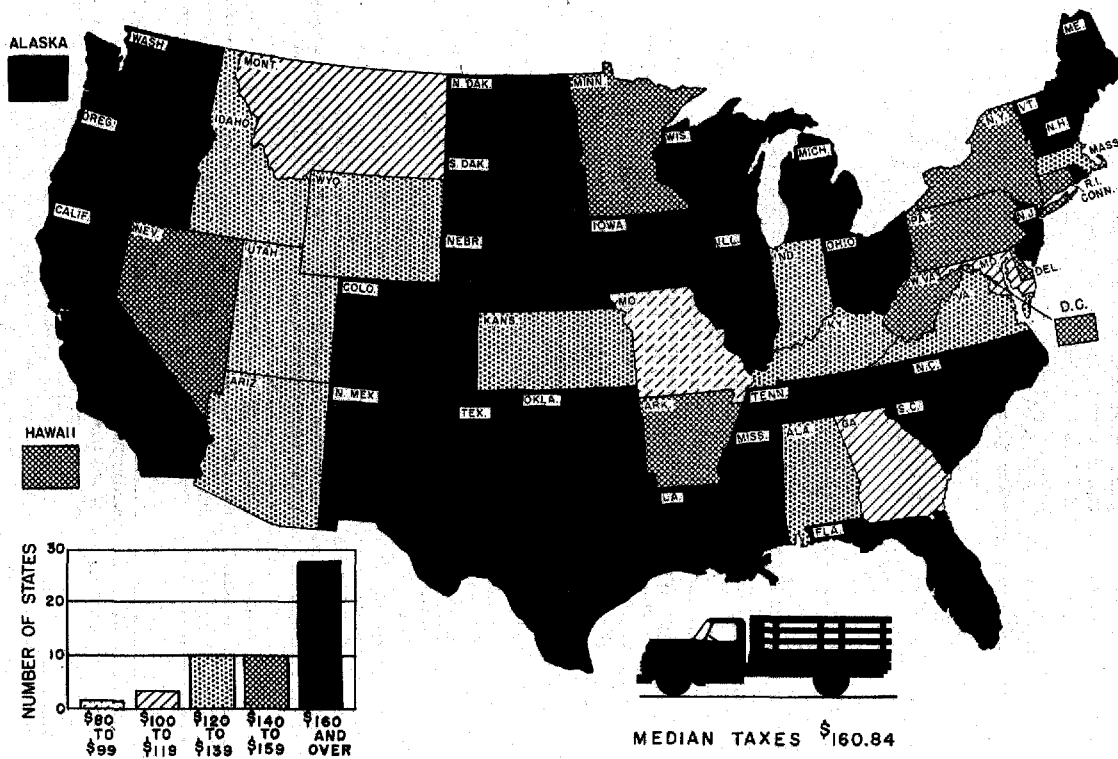 ALASKA
WASH.
MONT.
N. DAK.
MINN.
ME.
OREG.
IDAHO
WIS.
MICH.
N.Y.
VT.
N.H.
MASS.
S. DAK.
WYO.
R.I.
CONN.
CALIF.
NEV.
UTAH
NEBR.
IOWA
ILL.
IND.
OHIO
PA.
N.J.
W. VA.
MD.
DEL.
COLO.
KANS.
MO.
KY.
VA.
D.C.
ARIZ.
N. MEX.
TEX.
OKLA.
ARK.
TENN.
N.C.
HAWAII
MISS.
ALA.
GA.
S.C.
LA.
FLA.
NUMBER OF STATES
30
20
10
0
$80 TO $99
$100 TO $119
$120 TO $139
$140 TO $159
$160 AND OVER
MEDIAN TAXES $160.84